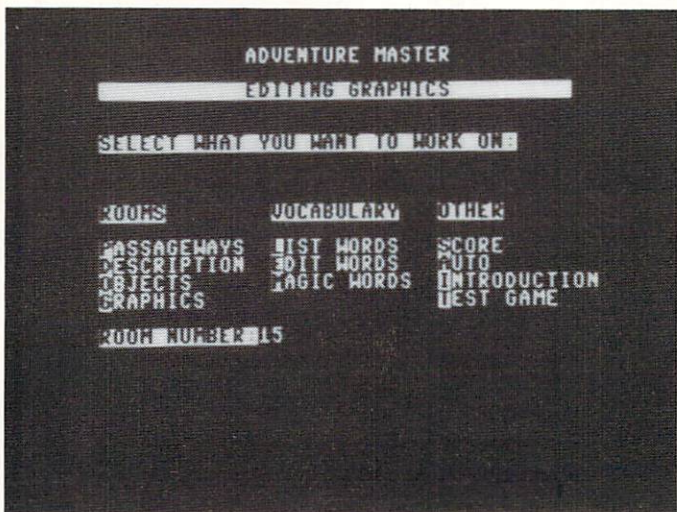 ADVENTURE MASTER
EDITING GRAPHICS
SELECT WHAT YOU WANT TO WORK ON:
ROOMS VOCABULARY OTHER
PASSAGEWAYS LIST WORDS SCORE
DESCRIPTION EDIT WORDS AUTO
OBJECTS MAGIC WORDS INTRODUCTION
GRAPHICS TEST GAME
ROOM NUMBER 15